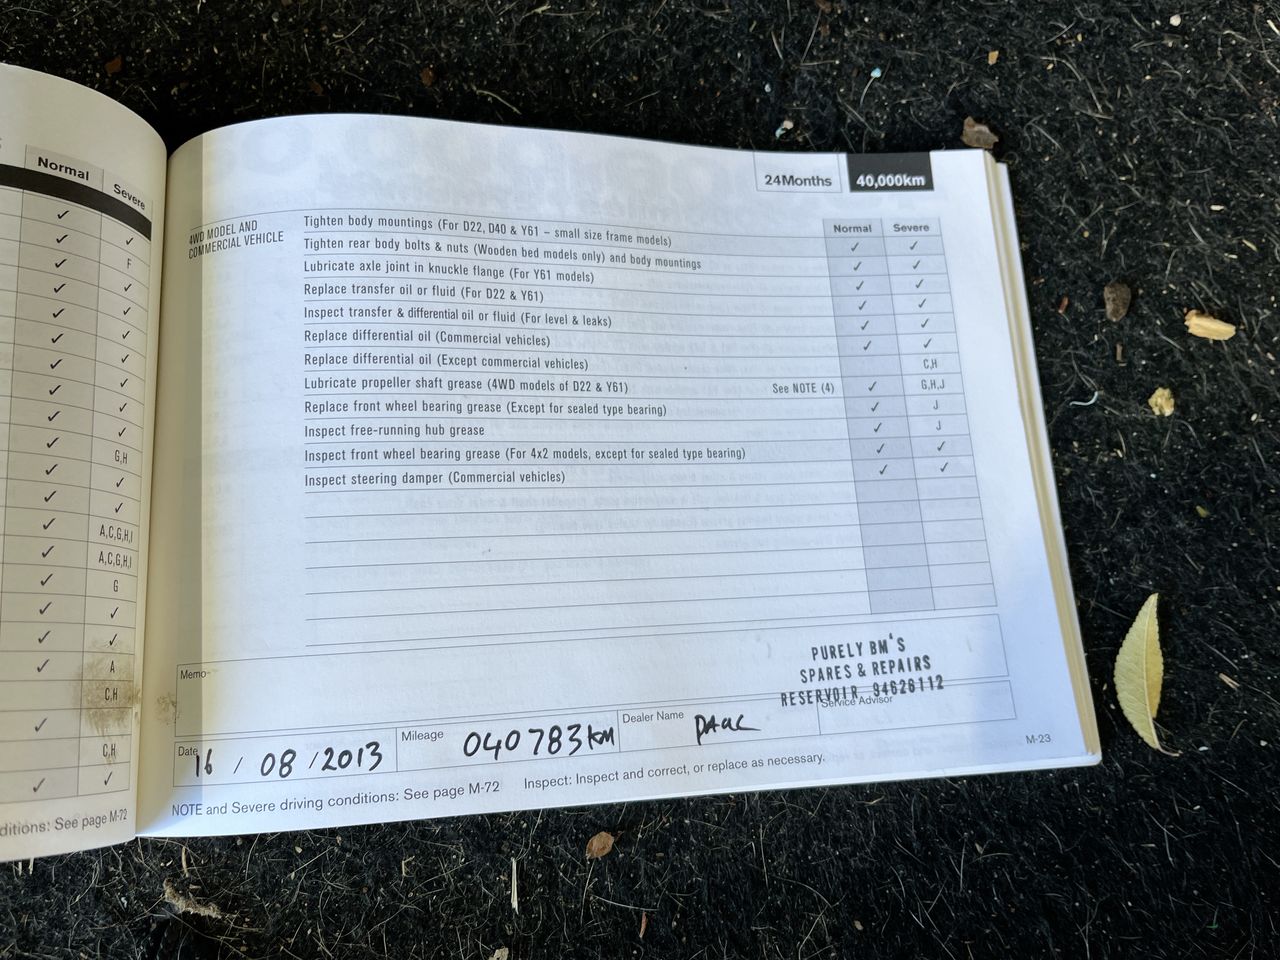 Normal
Severe
✓
✓ ✓
✓ F
✓ ✓
✓ ✓
✓ ✓
✓ ✓
✓ ✓
✓ ✓
✓ ✓
✓ G,H
✓ ✓
✓ A,C,G,H,I
✓ A,C,G,H,I
✓ G
✓ ✓
✓ ✓
✓ A
C,H
✓
C,H
✓ ✓
ditions: See page M-72
24Months 40,000km
Normal Severe
4WD MODEL AND
COMMERCIAL VEHICLE
Tighten body mountings (For D22, D40 & Y61 – small size frame models) ✓ ✓
Tighten rear body bolts & nuts (Wooden bed models only) and body mountings ✓ ✓
Lubricate axle joint in knuckle flange (For Y61 models) ✓ ✓
Replace transfer oil or fluid (For D22 & Y61) ✓ ✓
Inspect transfer & differential oil or fluid (For level & leaks) ✓ ✓
Replace differential oil (Commercial vehicles) ✓ ✓
Replace differential oil (Except commercial vehicles) C,H
Lubricate propeller shaft grease (4WD models of D22 & Y61) See NOTE (4) ✓ G,H,J
Replace front wheel bearing grease (Except for sealed type bearing) ✓ J
Inspect free-running hub grease ✓ J
Inspect front wheel bearing grease (For 4x2 models, except for sealed type bearing) ✓ ✓
Inspect steering damper (Commercial vehicles) ✓ ✓
Memo
PURELY BM'S
SPARES & REPAIRS
RESERVOIR 94626112
Date 16 / 08 / 2013
Mileage 040783km
Dealer Name PAUL
Service Advisor
NOTE and Severe driving conditions: See page M-72 Inspect: Inspect and correct, or replace as necessary.
M-23